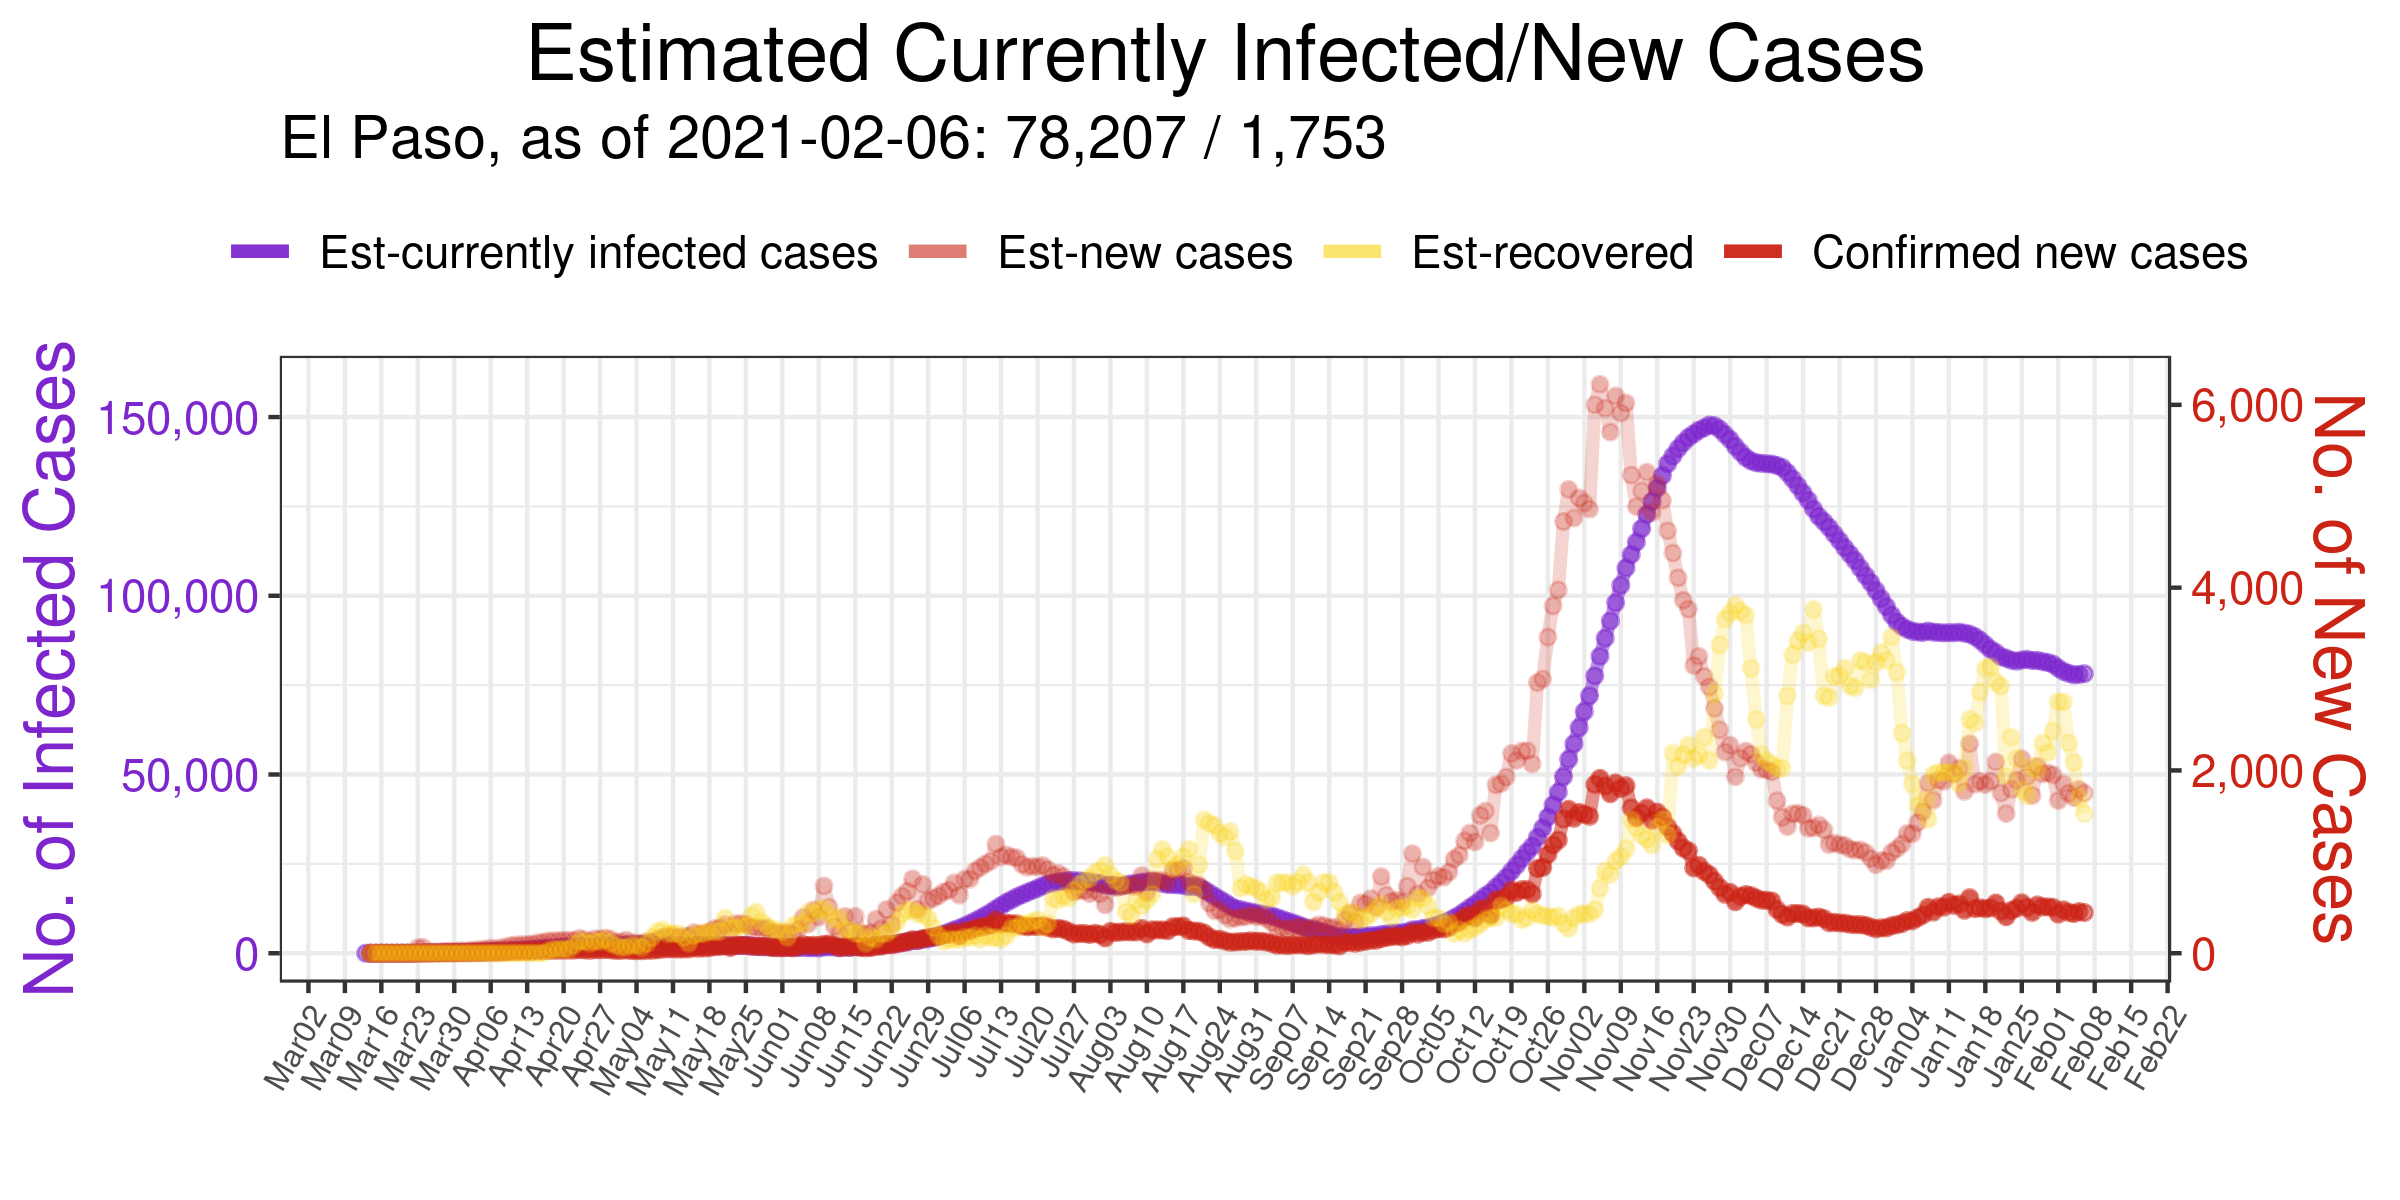 Estimated Currently Infected/New Cases
El Paso, as of 2021-02-06: 78,207 / 1,753
Est-currently infected cases Est-new cases Est-recovered Confirmed new cases
No. of Infected Cases
150,000
100,000
50,000
0
6,000
4,000
2,000
0
No. of New Cases
Mar02 Mar09 Mar16 Mar23 Mar30 Apr06 Apr13 Apr20 Apr27 May04 May11 May18 May25 Jun01 Jun08 Jun15 Jun22 Jun29 Jul06 Jul13 Jul20 Jul27 Aug03 Aug10 Aug17 Aug24 Aug31 Sep07 Sep14 Sep21 Sep28 Oct05 Oct12 Oct19 Oct26 Nov02 Nov09 Nov16 Nov23 Nov30 Dec07 Dec14 Dec21 Dec28 Jan04 Jan11 Jan18 Jan25 Feb01 Feb08 Feb15 Feb22